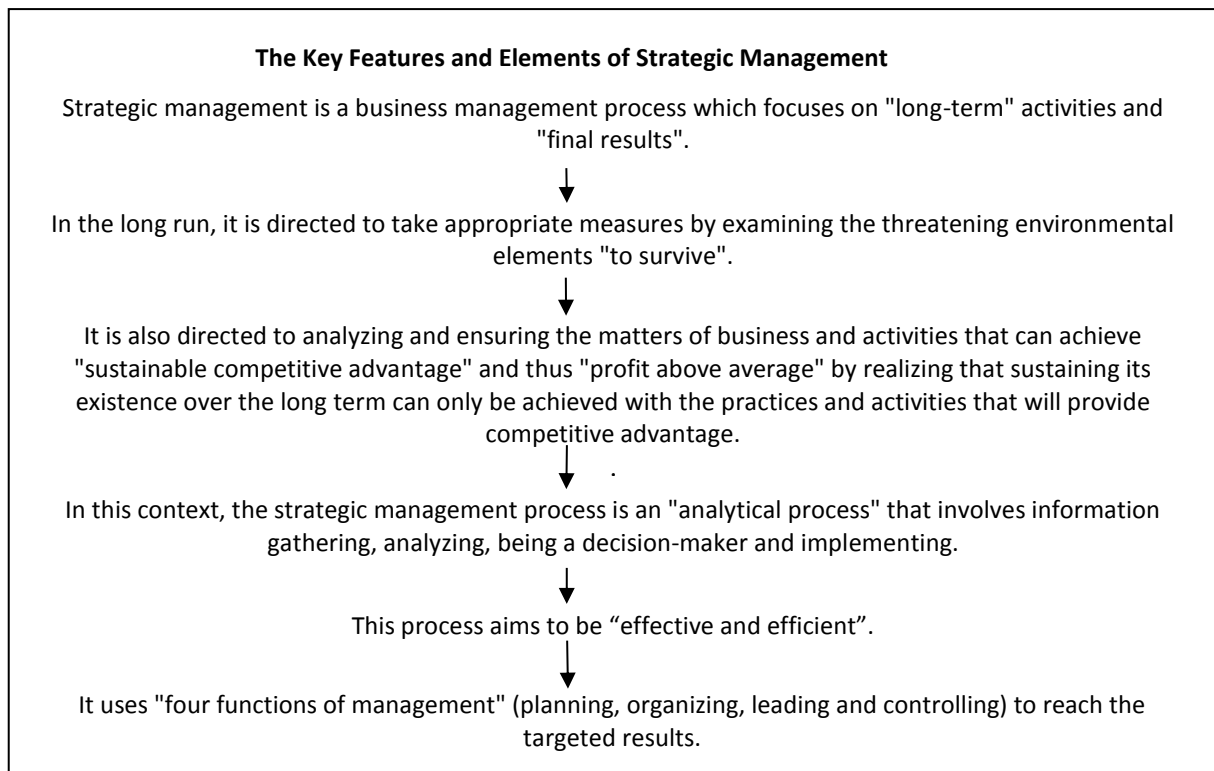 The Key Features and Elements of Strategic Management
Strategic management is a business management process which focuses on "long-term" activities and
"final results".
In the long run, it is directed to take appropriate measures by examining the threatening environmental
elements "to survive".
It is also directed to analyzing and ensuring the matters of business and activities that can achieve
"sustainable competitive advantage" and thus "profit above average" by realizing that sustaining its
existence over the long term can only be achieved with the practices and activities that will provide
competitive advantage.
.
In this context, the strategic management process is an "analytical process" that involves information
gathering, analyzing, being a decision-maker and implementing.
This process aims to be “effective and efficient”.
It uses "four functions of management" (planning, organizing, leading and controlling) to reach the
targeted results.